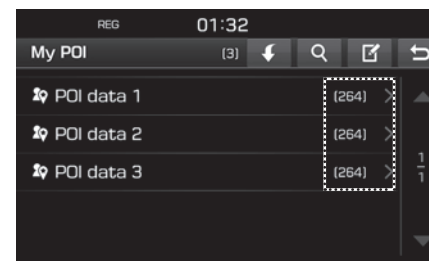 REG 01:32
My POI [3]
POI data 1 [264]
POI data 2 [264]
POI data 3 [264]
1
1